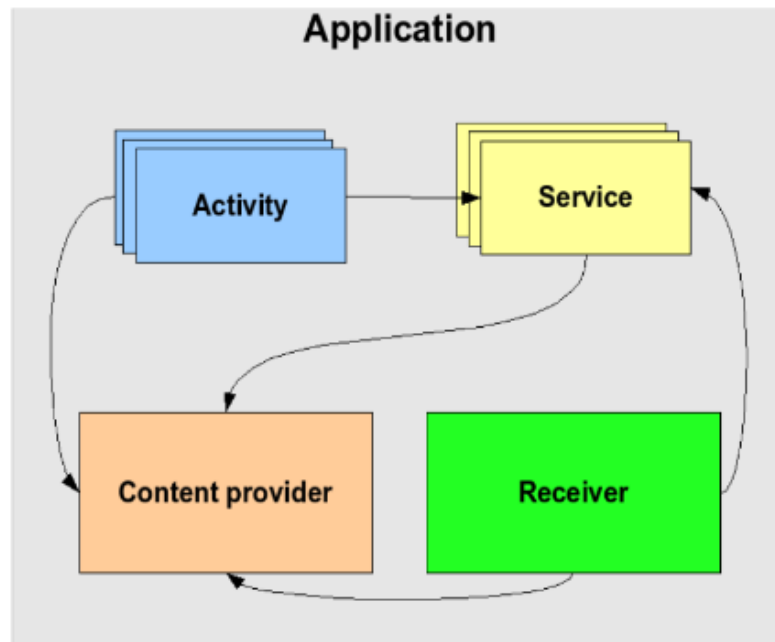 Application
Activity
Service
Content provider
Receiver